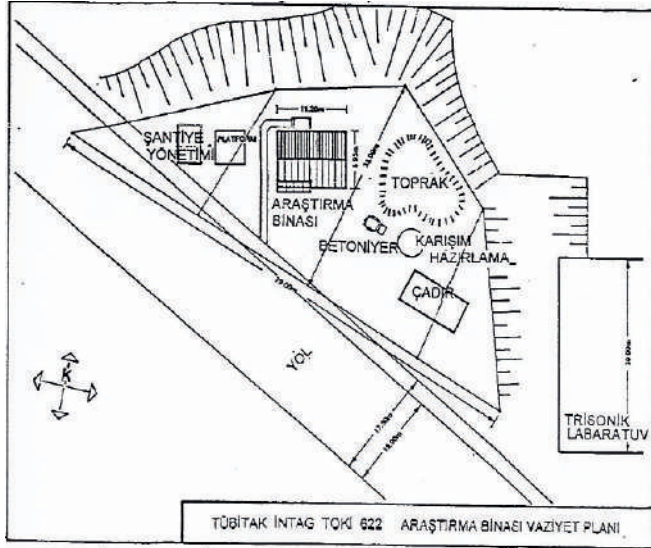 11.20m
ŞANTİYE
YÖNETİMİ
PLATFORM
ARAŞTIRMA
BİNASI
TOPRAK
BETONİYER
KARIŞIM
HAZIRLAMA
ÇADIR
YOL
K
TRİSONİK
LABARATUV
TÜBİTAK İNTAG TOKİ 622 ARAŞTIRMA BİNASI VAZİYET PLANI